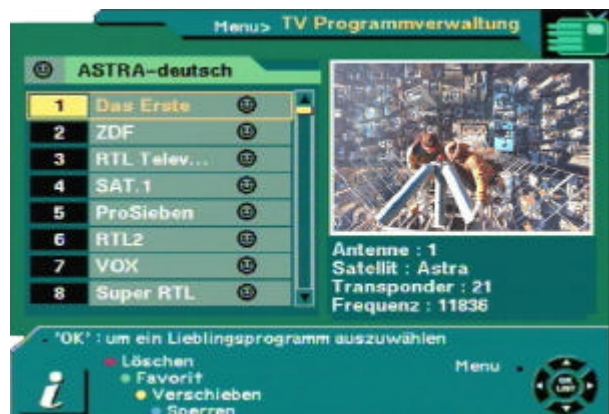 Menu> TV Programmverwaltung
ASTRA-deutsch
1 Das Erste
2 ZDF
3 RTL Telev...
4 SAT.1
5 ProSieben
6 RTL2
7 VOX
8 Super RTL
Antenne : 1
Satellit : Astra
Transponder : 21
Frequenz : 11836
"OK" : um ein Lieblingsprogramm auszuwählen
Löschen
Favorit
Verschieben
Sperren
Menu
OK
LIST
i